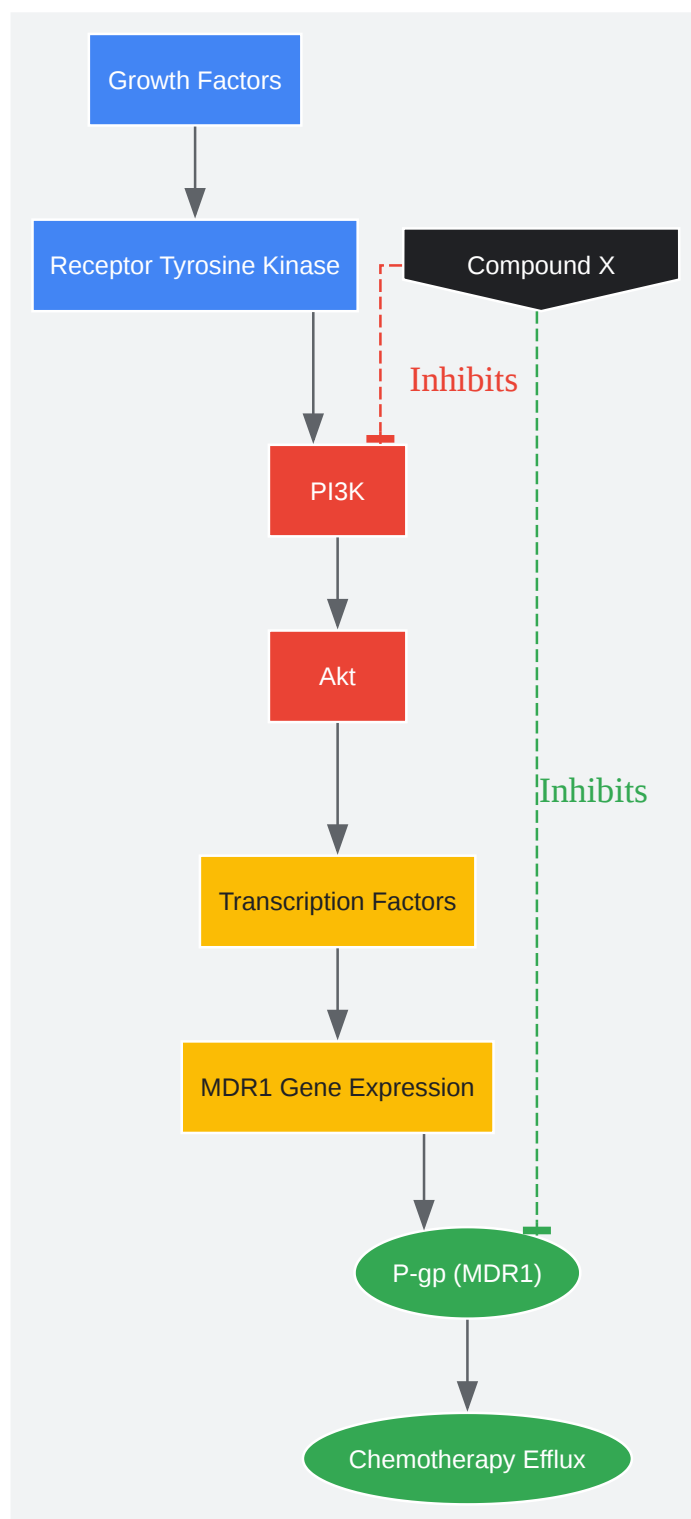 Growth Factors
Receptor Tyrosine Kinase
Compound X
Inhibits
PI3K
Akt
Inhibits
Transcription Factors
MDR1 Gene Expression
P-gp (MDR1)
Chemotherapy Efflux